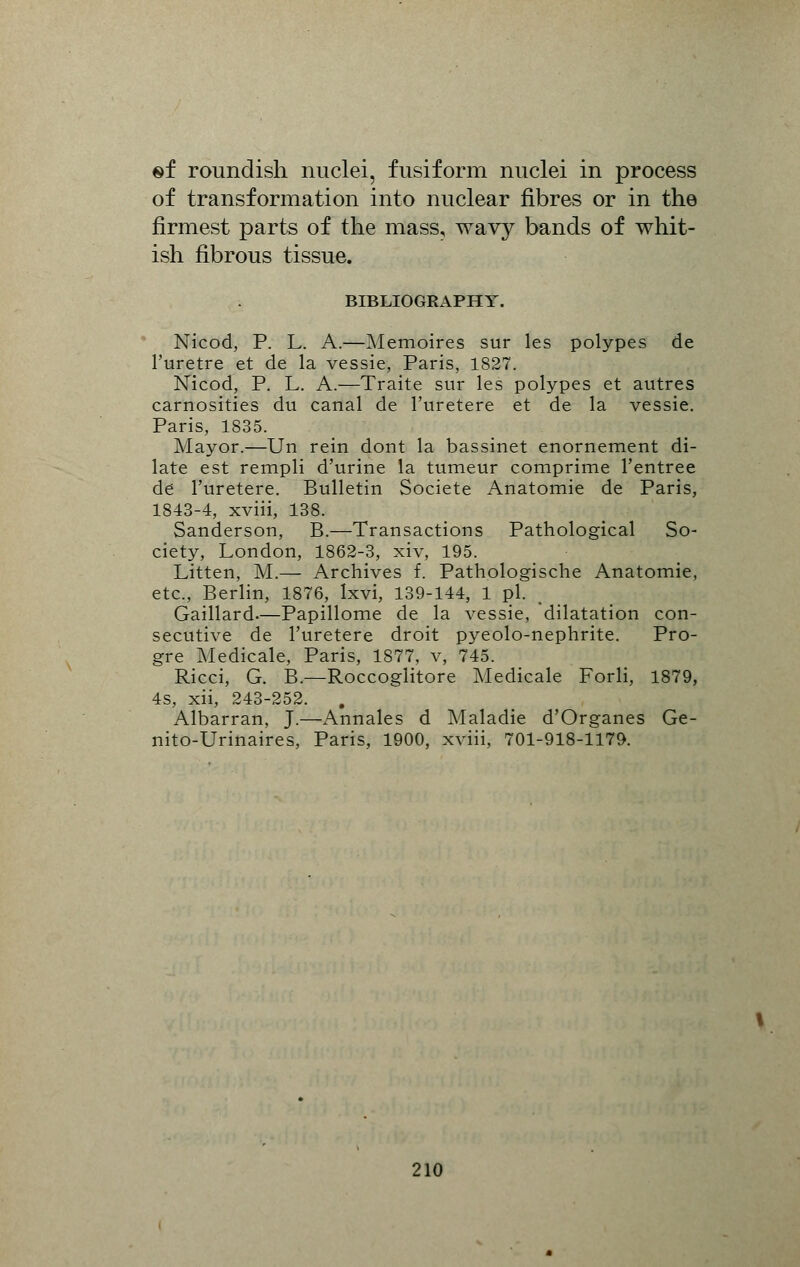 of roundish nuclei, fusiform nuclei in process
of transformation into nuclear fibres or in the
firmest parts of the mass, wavy bands of whit-
ish fibrous tissue.
BIBLIOGRAPHY.
Nicod, P. L. A.—Memoires sur les polypes de
l'uretre et de la vessie, Paris, 1827.
Nicod, P. L. A.—Traite sur les polypes et autres
carnosities du canal de l'uretere et de la vessie.
Paris, 1835.
Mayor.—Un rein dont la bassinet enornement di-
late est rempli d'urine la tumeur comprime l'entree
de l'uretere. Bulletin Societe Anatomie de Paris,
1843-4, xviii, 138.
Sanderson, B.—Transactions Pathological So-
ciety, London, 1862-3, xiv, 195.
Litten, M.— Archives f. Pathologische Anatomie,
etc., Berlin, 1876, lxvi, 139-144, 1 pl.
Gaillard.—Papillome de la vessie, dilatation con-
secutive de l'uretere droit pyeolo-nephrite. Pro-
gre Medicale, Paris, 1877, v, 745.
Ricci, G. B.—Roccoglitore Medicale Forli, 1879,
4s, xii, 243-252.
Albarran, J.—Annales d Maladie d'Organes Ge-
nito-Urinaires, Paris, 1900, xviii, 701-918-1179.
210